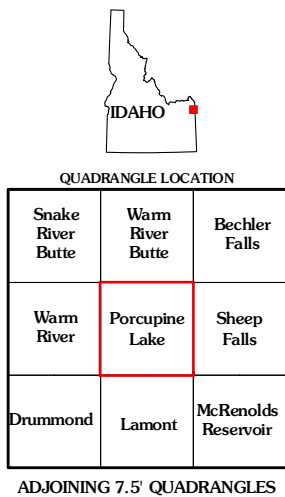 IDAHO
QUADRANGLE LOCATION
Snake
River
Butte
Warm
River
Butte
Bechler
Falls
Warm
River
Porcupine
Lake
Sheep
Falls
Drummond
Lamont
McRenolds
Reservoir
ADJOINING 7.5' QUADRANGLES